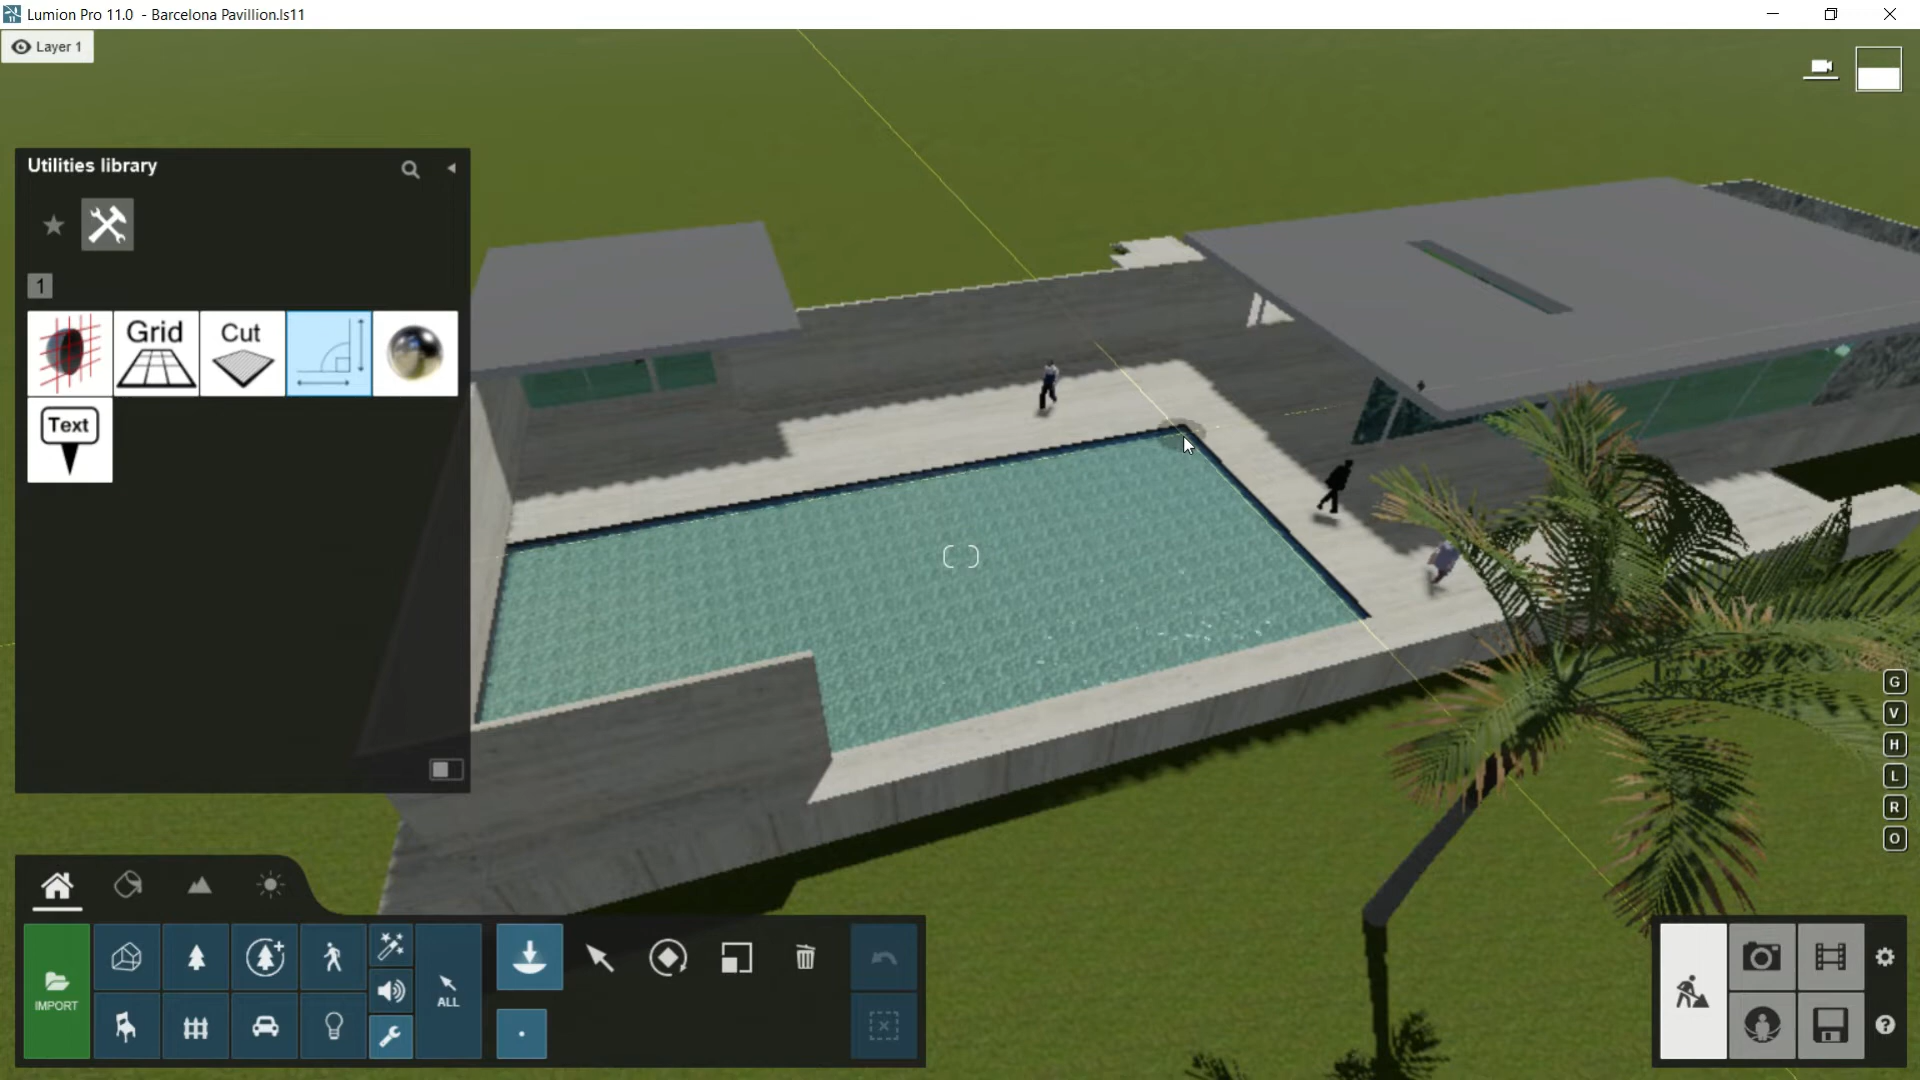 Lumion Pro 11.0 - Barcelona Pavillion.ls11
Layer 1
Utilities library
1
Grid
Cut
Text
G
V
H
L
R
O
IMPORT
ALL
?